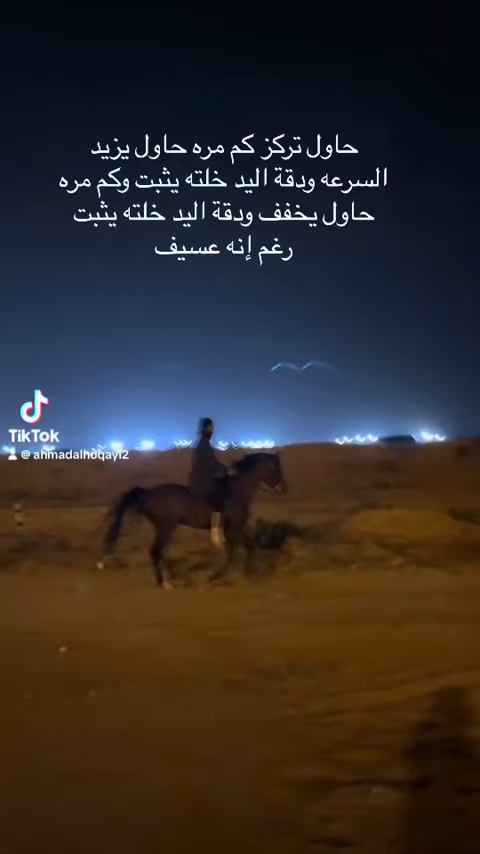 حاول تركز كم مره حاول يزيد
السرعه ودقة اليد خلته يثبت وكم مره
حاول يخفف ودقة اليد خلته يثبت
رغم إنه عسيف
TikTok
@ahmadalhoqayl2